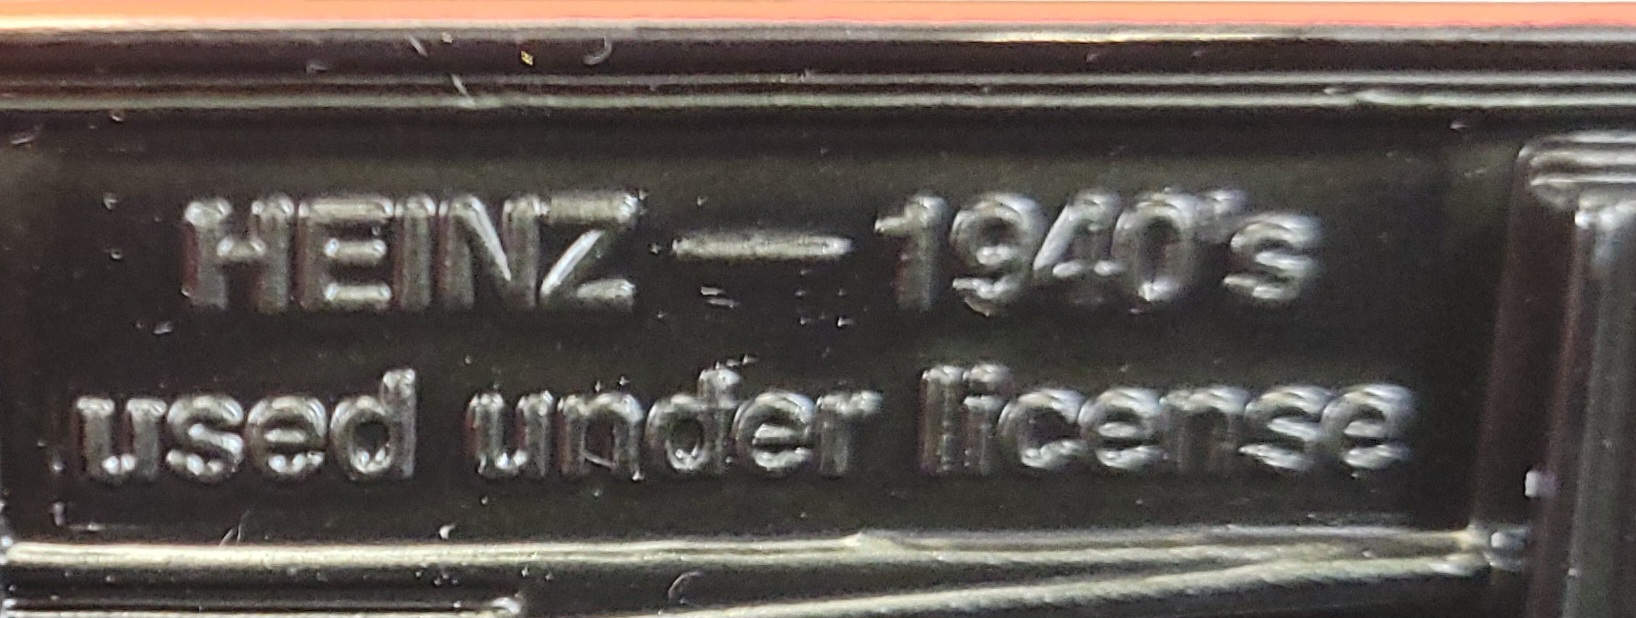 HEINZ — 1940's
used under license